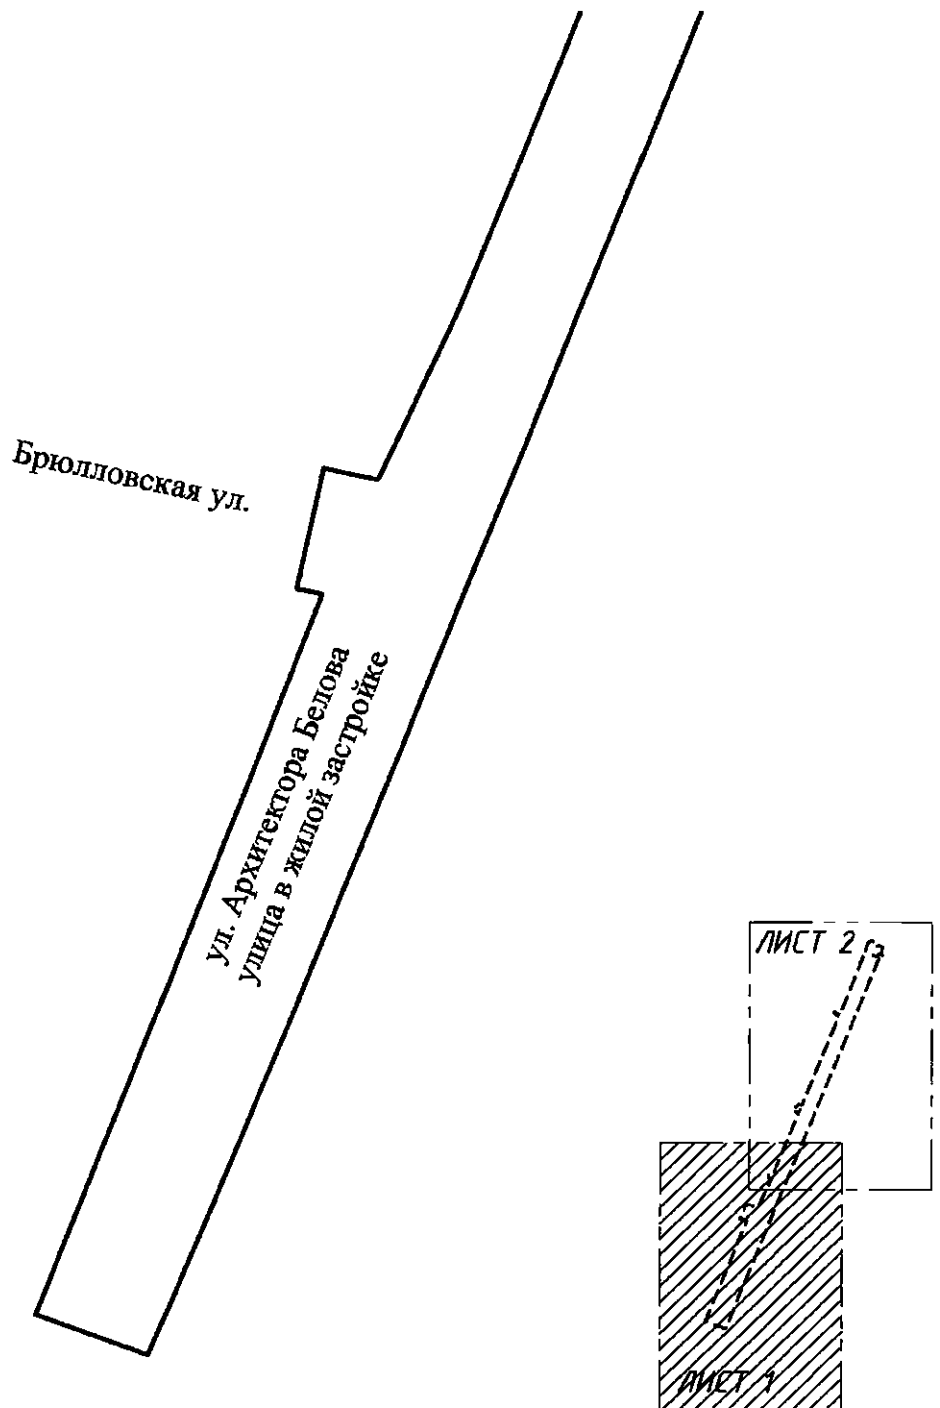 Брюлловская ул.
ул. Архитектора Белова
улица в жилой застройке
ЛИСТ 2
ЛИСТ 1